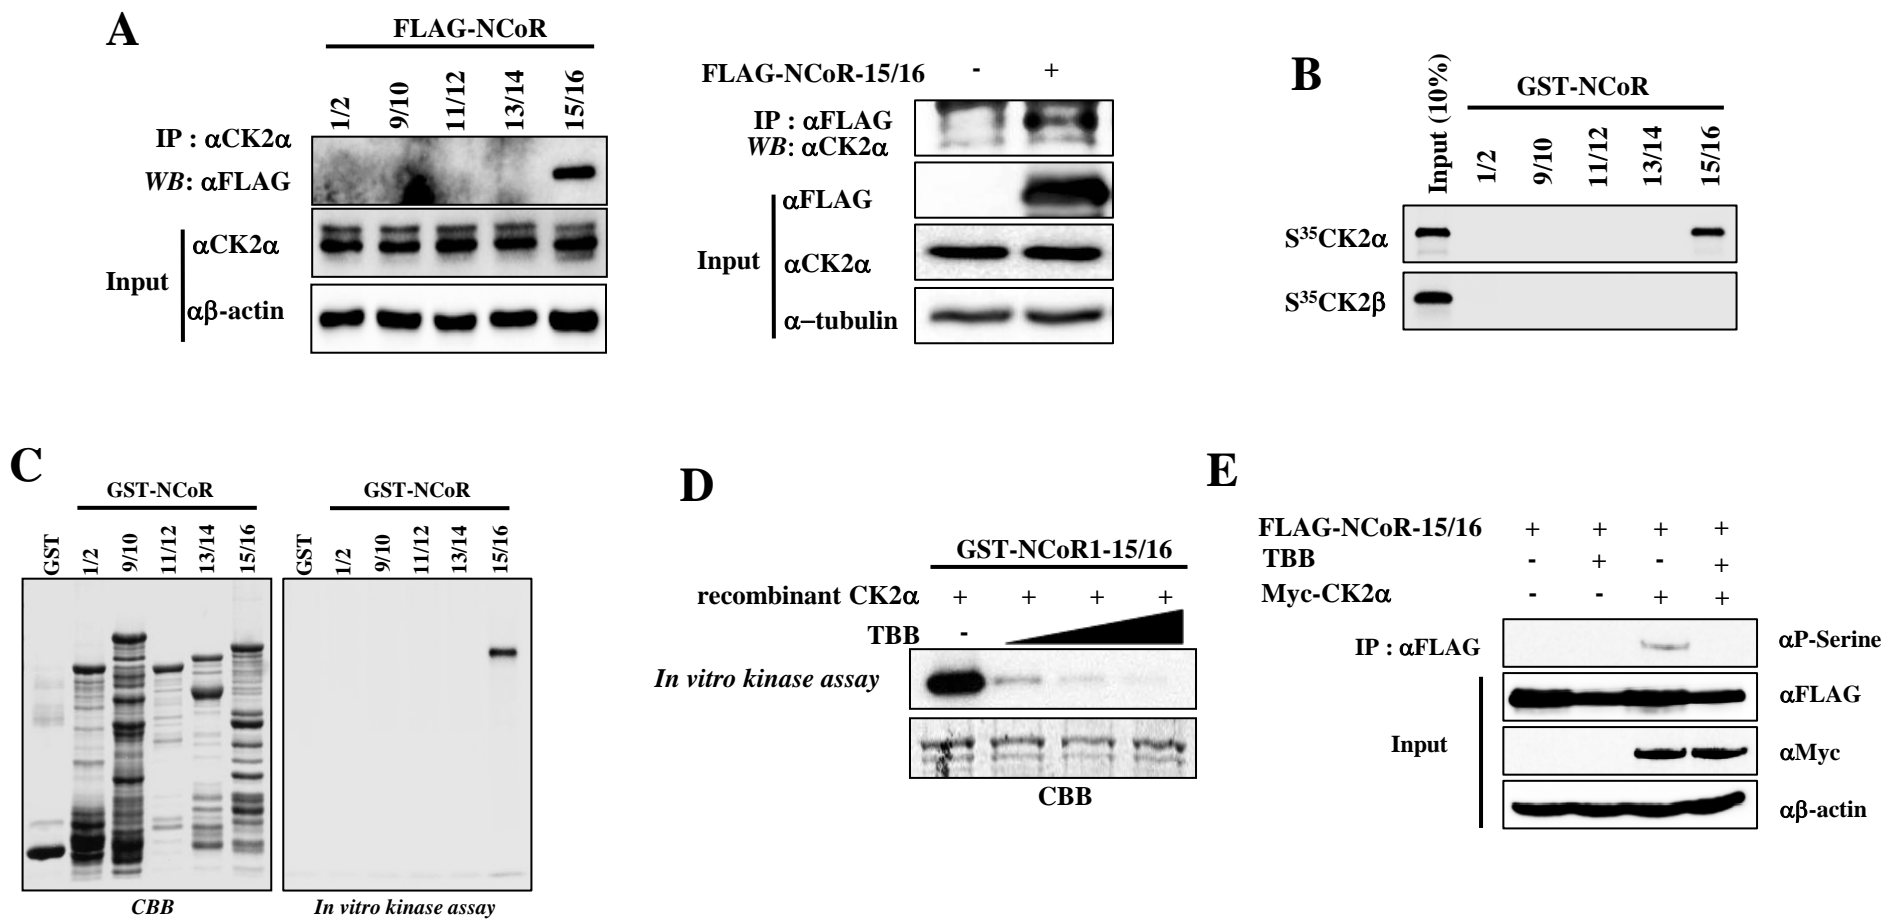 A
FLAG-NCoR
1/2 9/10 11/12 13/14 15/16
IP : αCK2α
WB: αFLAG
Input
αCK2α
αβ-actin
FLAG-NCoR-15/16 - +
IP : αFLAG
WB: αCK2α
αFLAG
Input
αCK2α
α–tubulin
B
Input (10%)
GST-NCoR
1/2 9/10 11/12 13/14 15/16
S³⁵CK2α
S³⁵CK2β
C
GST-NCoR
GST 1/2 9/10 11/12 13/14 15/16
CBB
GST-NCoR
GST 1/2 9/10 11/12 13/14 15/16
In vitro kinase assay
D
GST-NCoR1-15/16
recombinant CK2α + + + +
TBB -
In vitro kinase assay
CBB
E
FLAG-NCoR-15/16 + + + +
TBB - + - +
Myc-CK2α - - + +
IP : αFLAG αP-Serine
Input
αFLAG
αMyc
αβ-actin